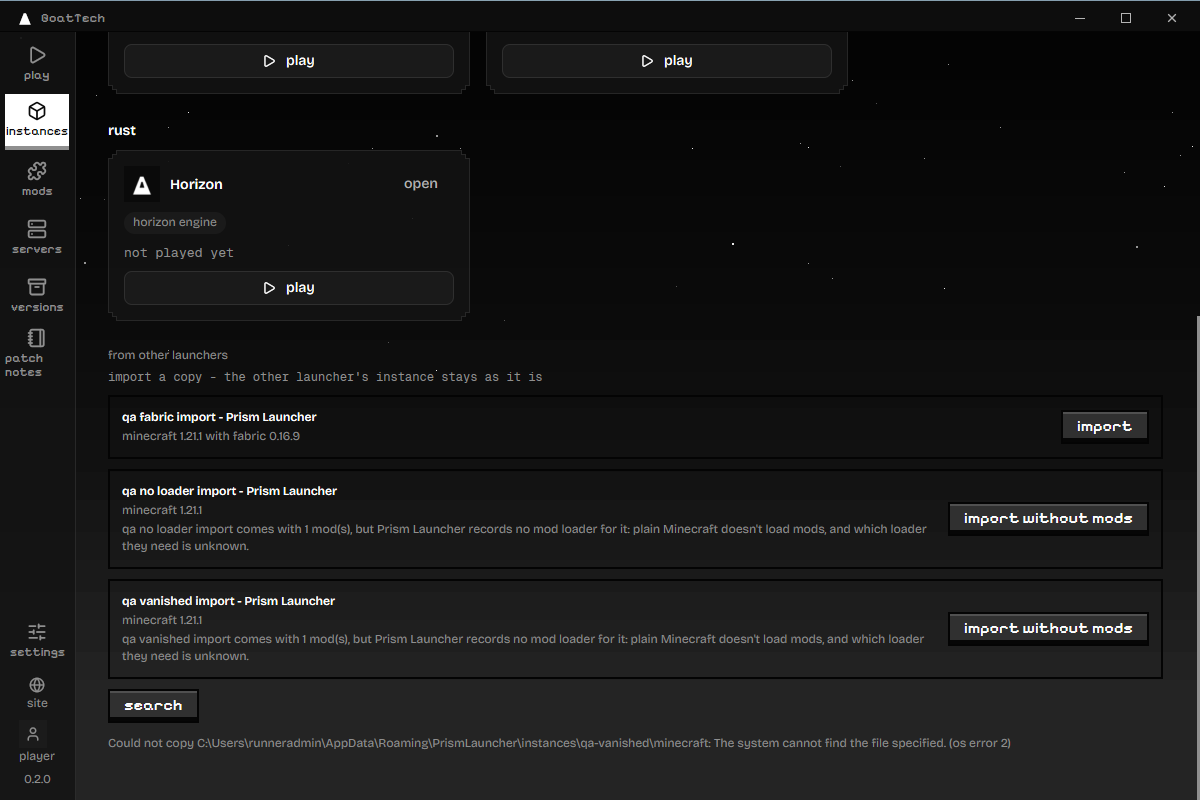 GoatTech
play
play
play
instances
rust
Horizon
open
mods
horizon engine
servers
not played yet
play
versions
patch
notes
from other launchers
import a copy - the other launcher's instance stays as it is
qa fabric import - Prism Launcher
minecraft 1.21.1 with fabric 0.16.9
import
qa no loader import - Prism Launcher
minecraft 1.21.1
qa no loader import comes with 1 mod(s), but Prism Launcher records no mod loader for it: plain Minecraft doesn't load mods, and which loader
they need is unknown.
import without mods
qa vanished import - Prism Launcher
minecraft 1.21.1
qa vanished import comes with 1 mod(s), but Prism Launcher records no mod loader for it: plain Minecraft doesn't load mods, and which loader
they need is unknown.
import without mods
settings
site
search
player
Could not copy C:\Users\runneradmin\AppData\Roaming\PrismLauncher\instances\qa-vanished\minecraft: The system cannot find the file specified. (os error 2)
0.2.0